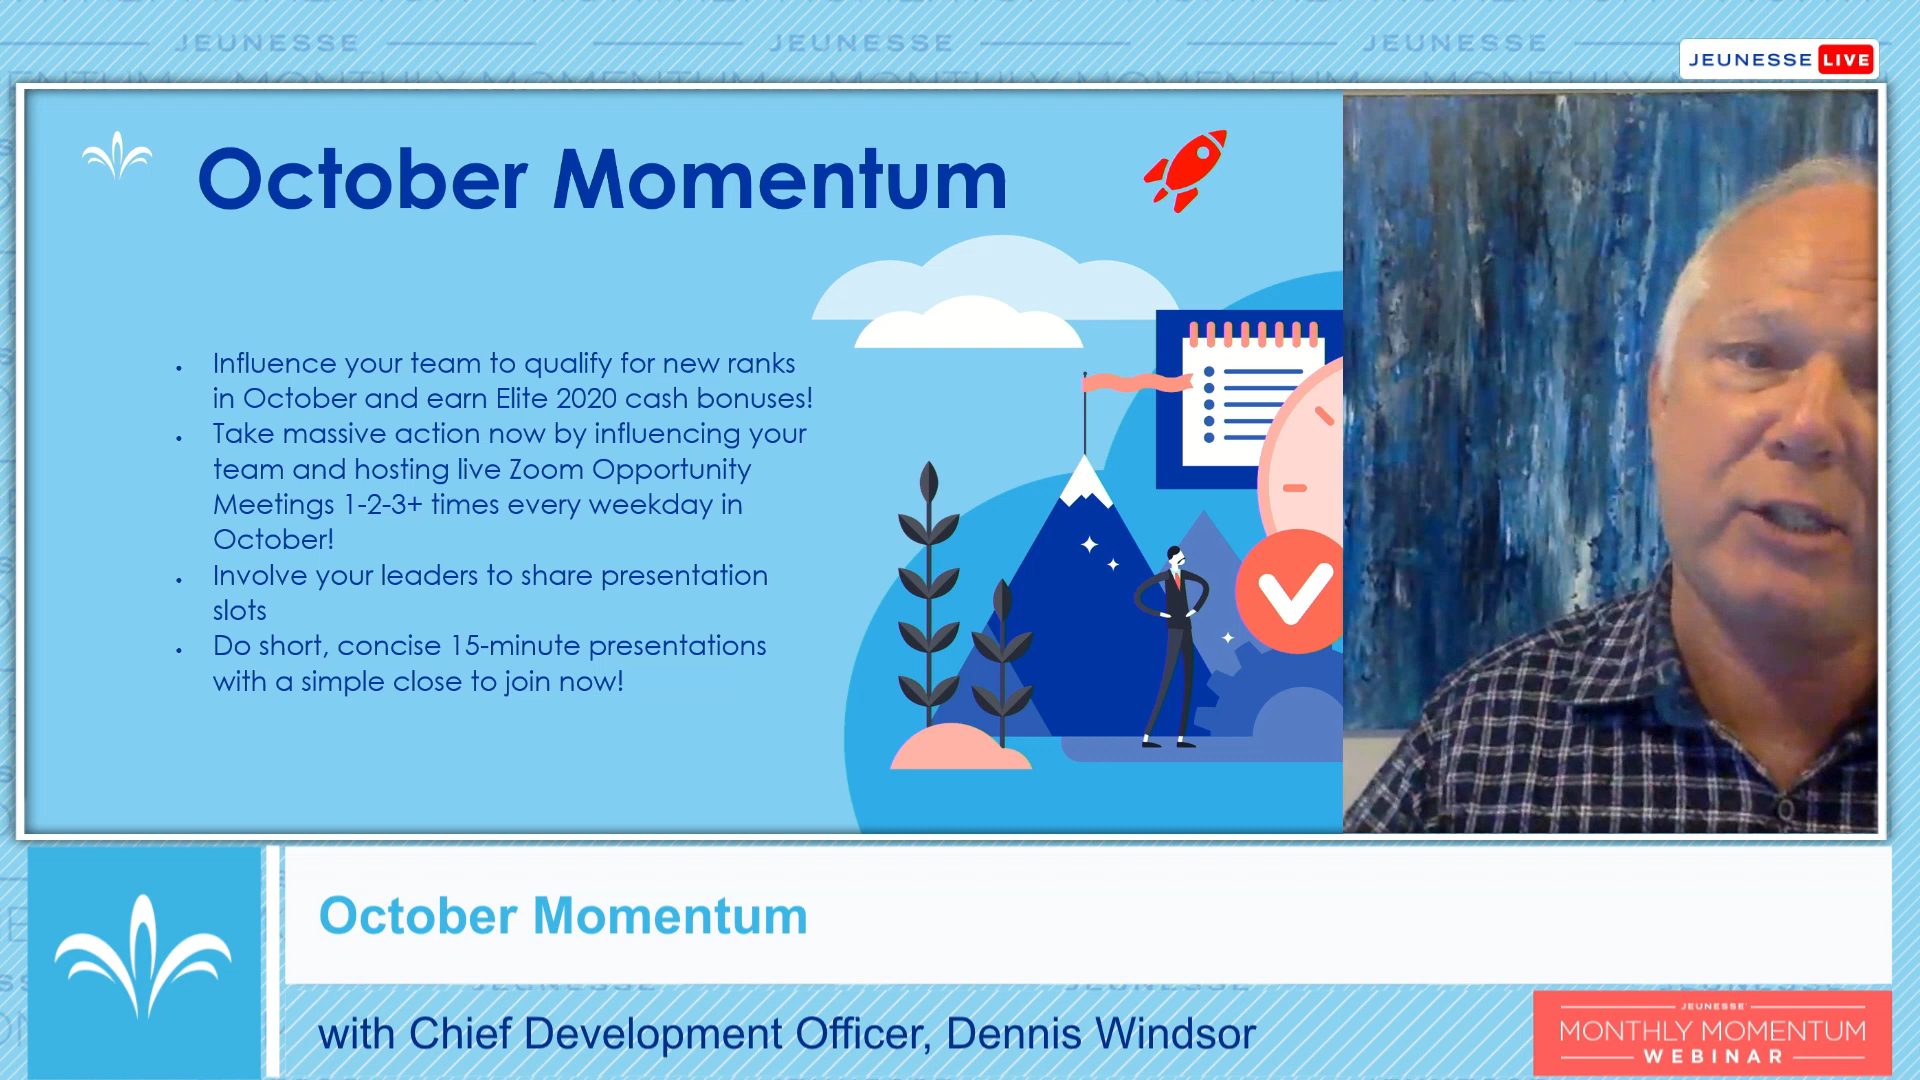 JEUNESSE JEUNESSE JEUNESSE
MONTHLY MOMENTUM
JEUNESSE LIVE
October Momentum
Influence your team to qualify for new ranks
in October and earn Elite 2020 cash bonuses!
Take massive action now by influencing your
team and hosting live Zoom Opportunity
Meetings 1-2-3+ times every weekday in
October!
Involve your leaders to share presentation
slots
Do short, concise 15-minute presentations
with a simple close to join now!
October Momentum
with Chief Development Officer, Dennis Windsor
JEUNESSE
MONTHLY MOMENTUM
WEBINAR